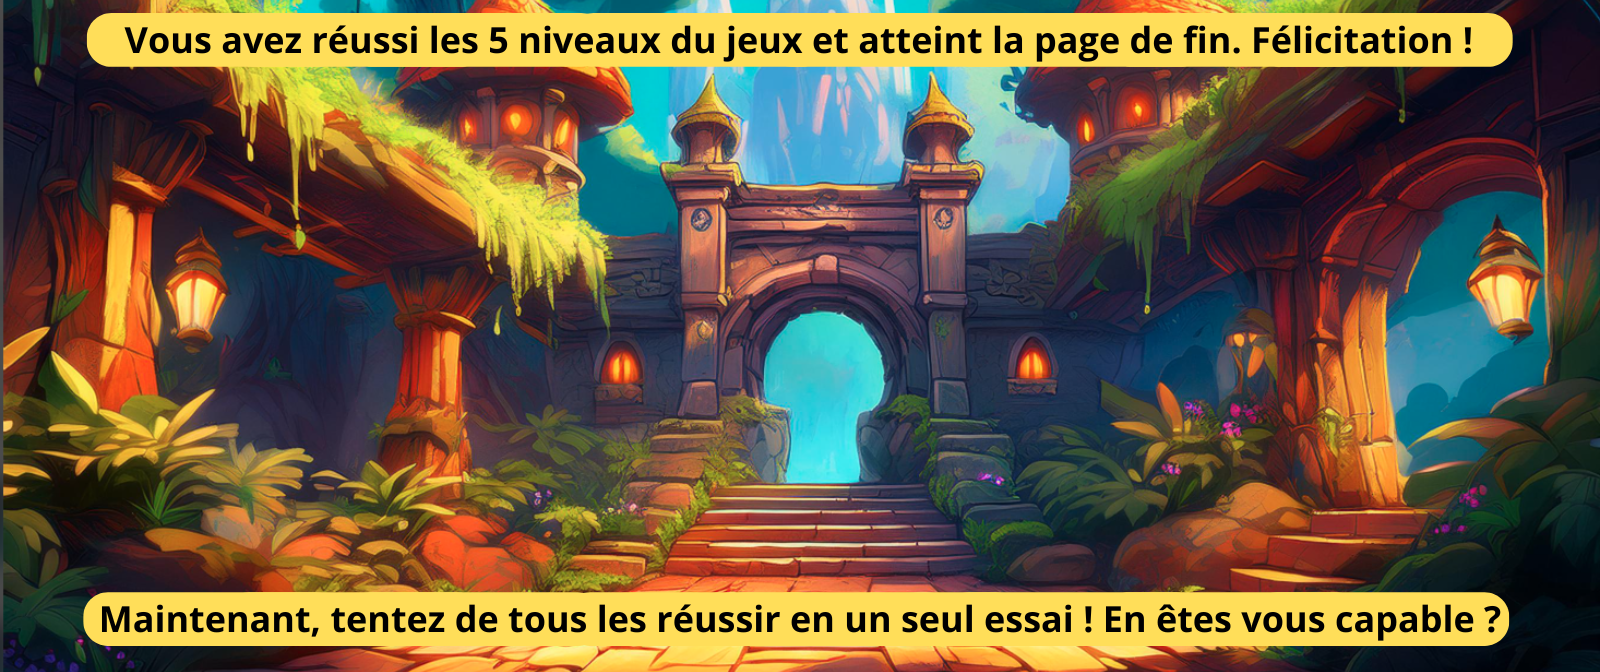 Vous avez réussi les 5 niveaux du jeux et atteint la page de fin. Félicitation !
Maintenant, tentez de tous les réussir en un seul essai ! En êtes vous capable ?